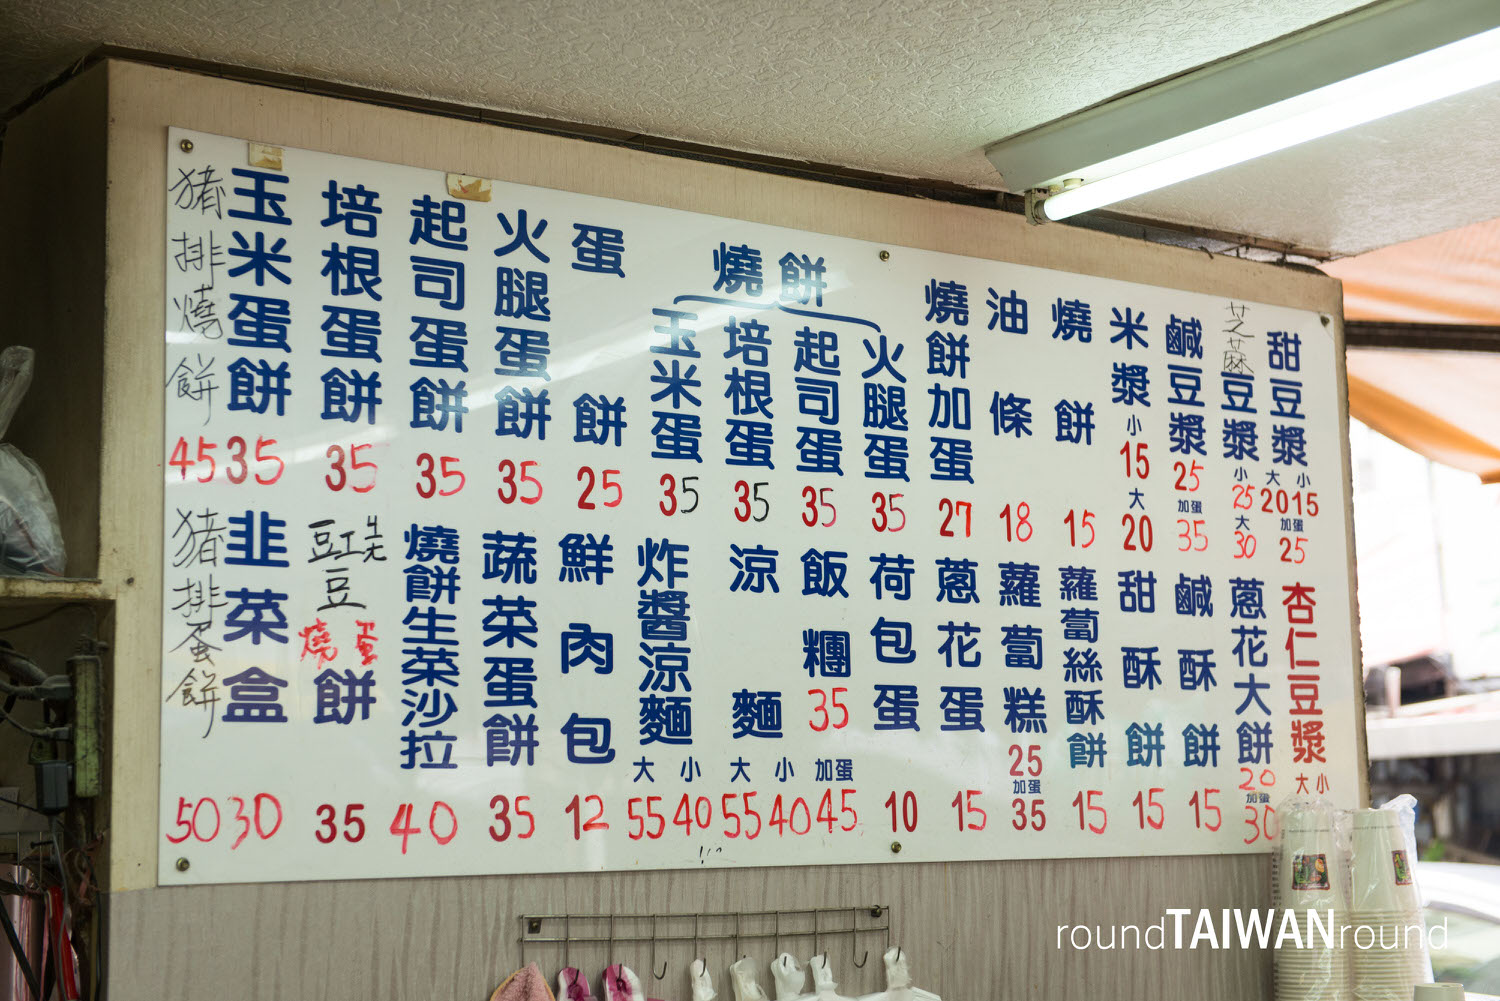 甜豆漿 大 小 20 15 加蛋 25
芝麻豆漿 小 25 大 30
鹹豆漿 25 加蛋 35
米漿 小 15 大 20
燒餅 15
油條 18
燒餅加蛋 27
燒餅
火腿蛋 35
起司蛋 35
培根蛋 35
玉米蛋 35
蛋餅 25
火腿蛋餅 35
起司蛋餅 35
培根蛋餅 35
玉米蛋餅 35
猪排燒餅 45
杏仁豆漿 大 小
蔥花大餅 20 加蛋 30
鹹酥餅 15
甜酥餅 15
蘿蔔絲酥餅 15
蘿蔔糕 25 加蛋 35
蔥花蛋 15
荷包蛋 10
飯糰 35 加蛋 45
涼麵 大 小 55 40
炸醬涼麵 大 小 55 40
鮮肉包 12
蔬菜蛋餅 35
燒餅生菜沙拉 40
豆 燒 蛋 餅 35
韭菜盒 30
猪排蛋餅 50
roundTAIWANround